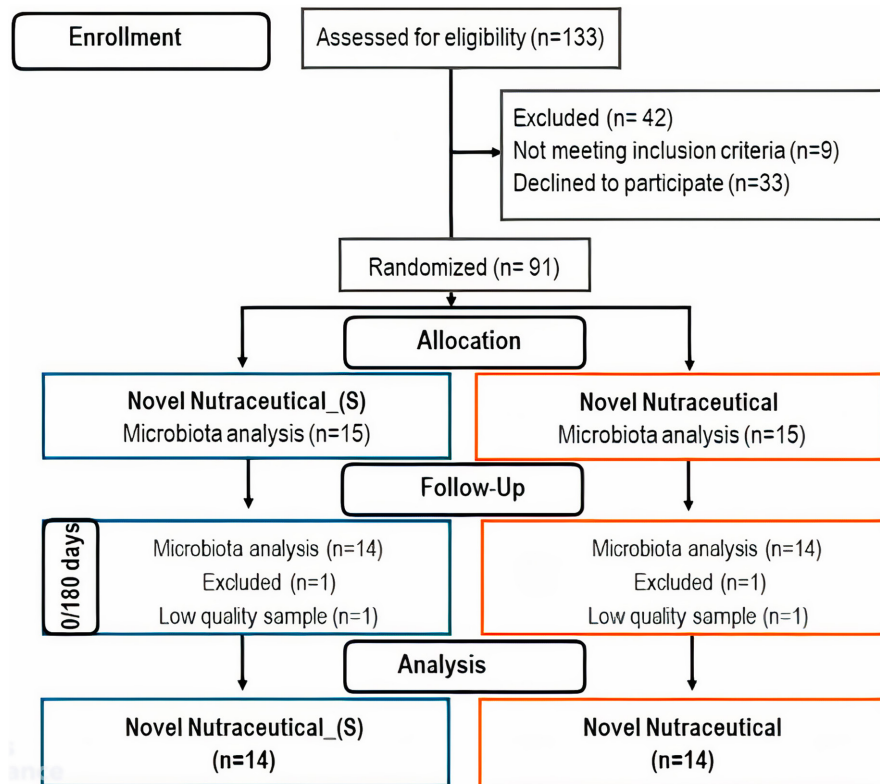 Enrollment
Assessed for eligibility (n=133)
Excluded (n= 42)
Not meeting inclusion criteria (n=9)
Declined to participate (n=33)
Randomized (n= 91)
Allocation
Novel Nutraceutical_(S)
Microbiota analysis (n=15)
Novel Nutraceutical
Microbiota analysis (n=15)
Follow-Up
0/180 days
Microbiota analysis (n=14)
Excluded (n=1)
Low quality sample (n=1)
Microbiota analysis (n=14)
Excluded (n=1)
Low quality sample (n=1)
Analysis
Novel Nutraceutical_(S)
(n=14)
Novel Nutraceutical
(n=14)